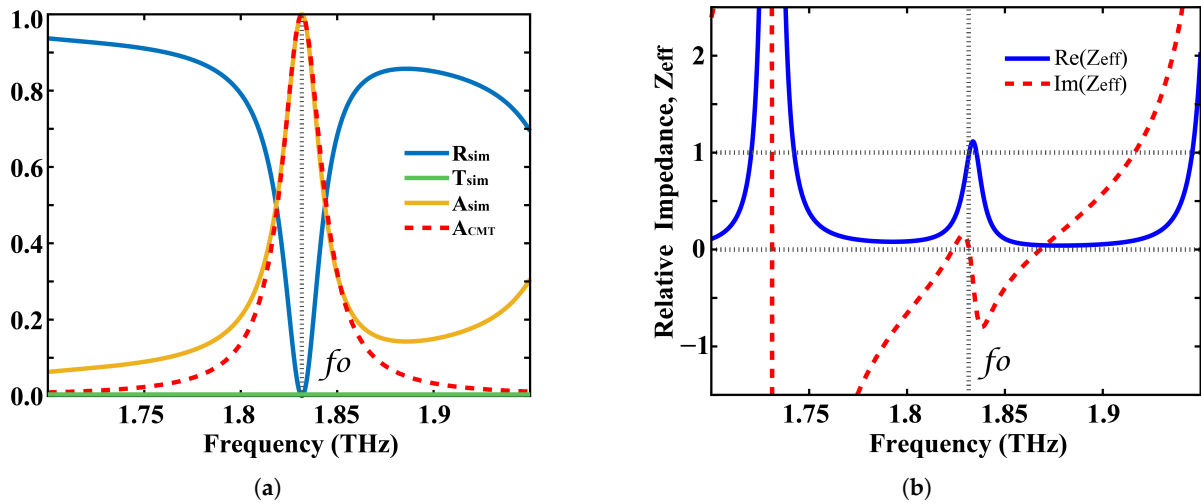 1.0
0.8
0.6
0.4
0.2
0.0
Rsim
Tsim
Asim
ACMT
fo
1.75
1.8
1.85
1.9
Frequency (THz)
(a)
Relative Impedance, Zeff
2
1
0
−1
Re(Zeff)
Im(Zeff)
fo
1.75
1.8
1.85
1.9
Frequency (THz)
(b)